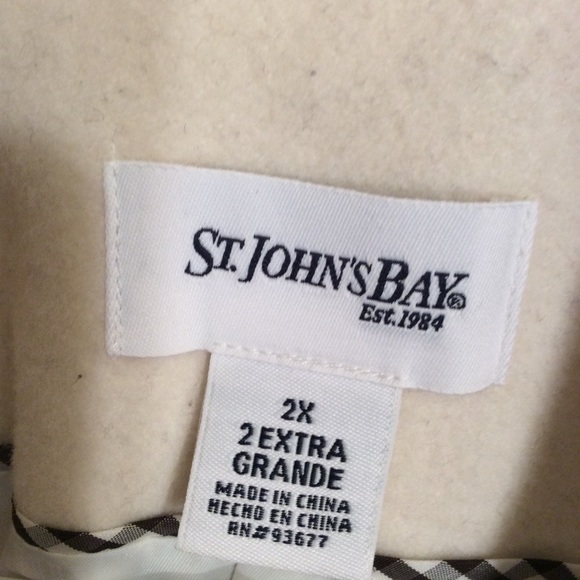 ST. JOHN'S BAY®
Est. 1984
2X
2 EXTRA
GRANDE
MADE IN CHINA
HECHO EN CHINA
RN# 93677